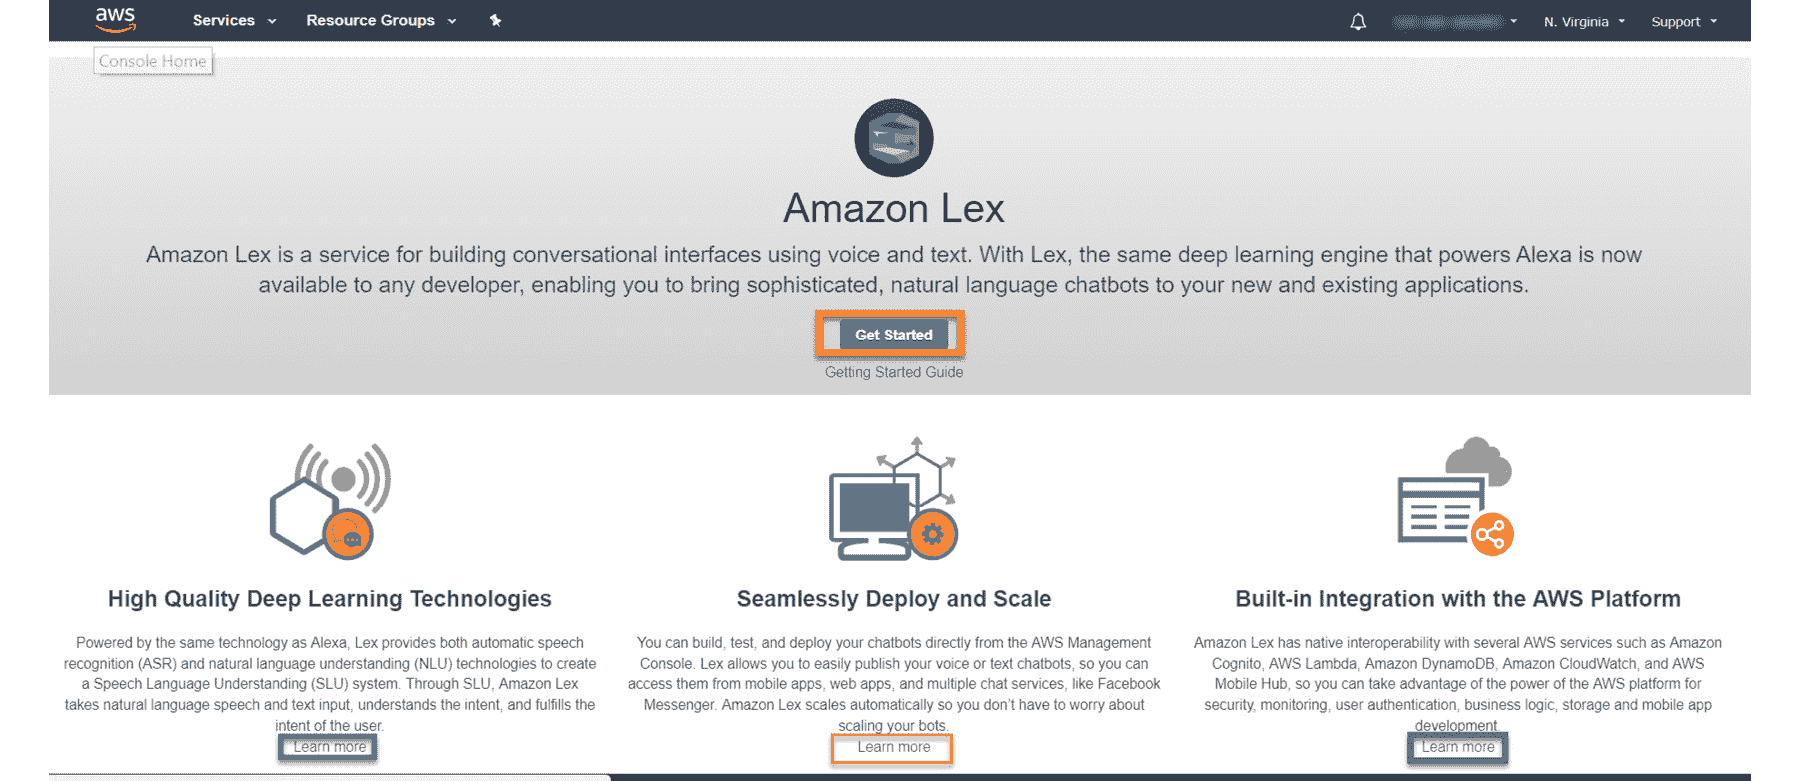 aws
Services
Resource Groups
N. Virginia
Support
Console Home
Amazon Lex
Amazon Lex is a service for building conversational interfaces using voice and text. With Lex, the same deep learning engine that powers Alexa is now
available to any developer, enabling you to bring sophisticated, natural language chatbots to your new and existing applications.
Get Started
Getting Started Guide
High Quality Deep Learning Technologies
Powered by the same technology as Alexa, Lex provides both automatic speech
recognition (ASR) and natural language understanding (NLU) technologies to create
a Speech Language Understanding (SLU) system. Through SLU, Amazon Lex
takes natural language speech and text input, understands the intent, and fulfills the
intent of the user.
Learn more
Seamlessly Deploy and Scale
You can build, test, and deploy your chatbots directly from the AWS Management
Console. Lex allows you to easily publish your voice or text chatbots, so you can
access them from mobile apps, web apps, and multiple chat services, like Facebook
Messenger. Amazon Lex scales automatically so you don't have to worry about
scaling your bots.
Learn more
Built-in Integration with the AWS Platform
Amazon Lex has native interoperability with several AWS services such as Amazon
Cognito, AWS Lambda, Amazon DynamoDB, Amazon CloudWatch, and AWS
Mobile Hub, so you can take advantage of the power of the AWS platform for
security, monitoring, user authentication, business logic, storage and mobile app
development.
Learn more